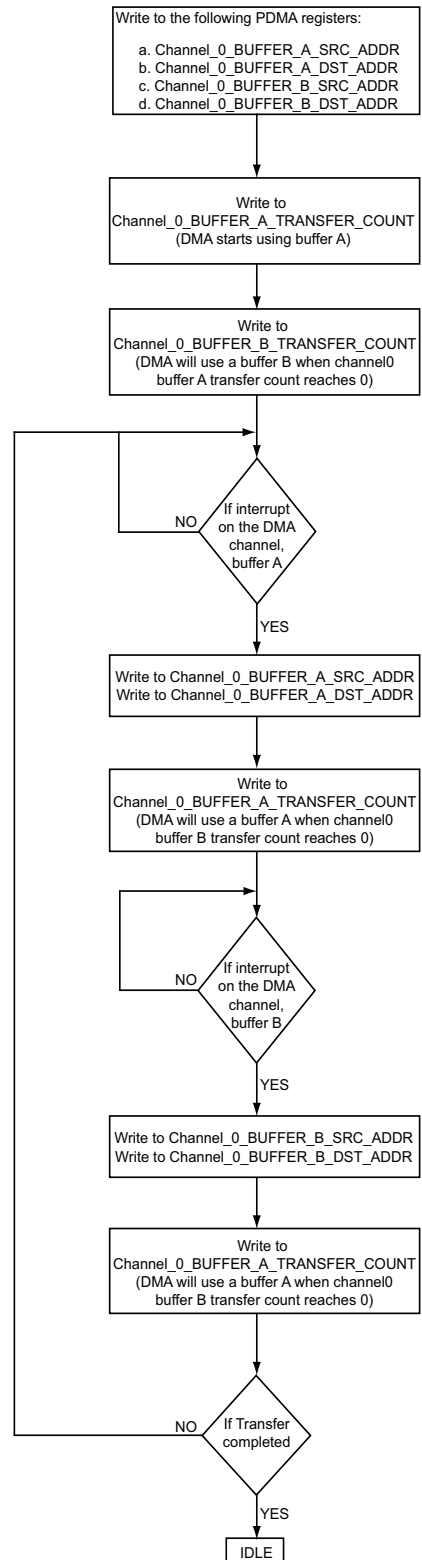 Write to the following PDMA registers:
a. Channel_0_BUFFER_A_SRC_ADDR
b. Channel_0_BUFFER_A_DST_ADDR
c. Channel_0_BUFFER_B_SRC_ADDR
d. Channel_0_BUFFER_B_DST_ADDR
Write to
Channel_0_BUFFER_A_TRANSFER_COUNT
(DMA starts using buffer A)
Write to
Channel_0_BUFFER_B_TRANSFER_COUNT
(DMA will use a buffer B when channel0
buffer A transfer count reaches 0)
If interrupt
on the DMA
channel,
buffer A
NO
YES
Write to Channel_0_BUFFER_A_SRC_ADDR
Write to Channel_0_BUFFER_A_DST_ADDR
Write to
Channel_0_BUFFER_A_TRANSFER_COUNT
(DMA will use a buffer A when channel0
buffer B transfer count reaches 0)
If interrupt
on the DMA
channel,
buffer B
NO
YES
Write to Channel_0_BUFFER_B_SRC_ADDR
Write to Channel_0_BUFFER_B_DST_ADDR
Write to
Channel_0_BUFFER_A_TRANSFER_COUNT
(DMA will use a buffer A when channel0
buffer B transfer count reaches 0)
If Transfer
completed
NO
YES
IDLE